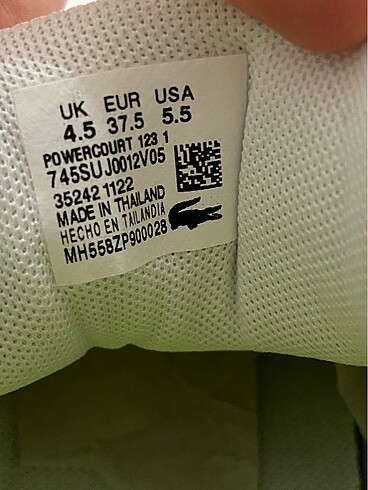 UK EUR USA
4.5 37.5 5.5
POWERCOURT 123 1
745SUJ0012V05
35242 1122
MADE IN THAILAND
HECHO EN TAILANDIA
MH558ZP900028